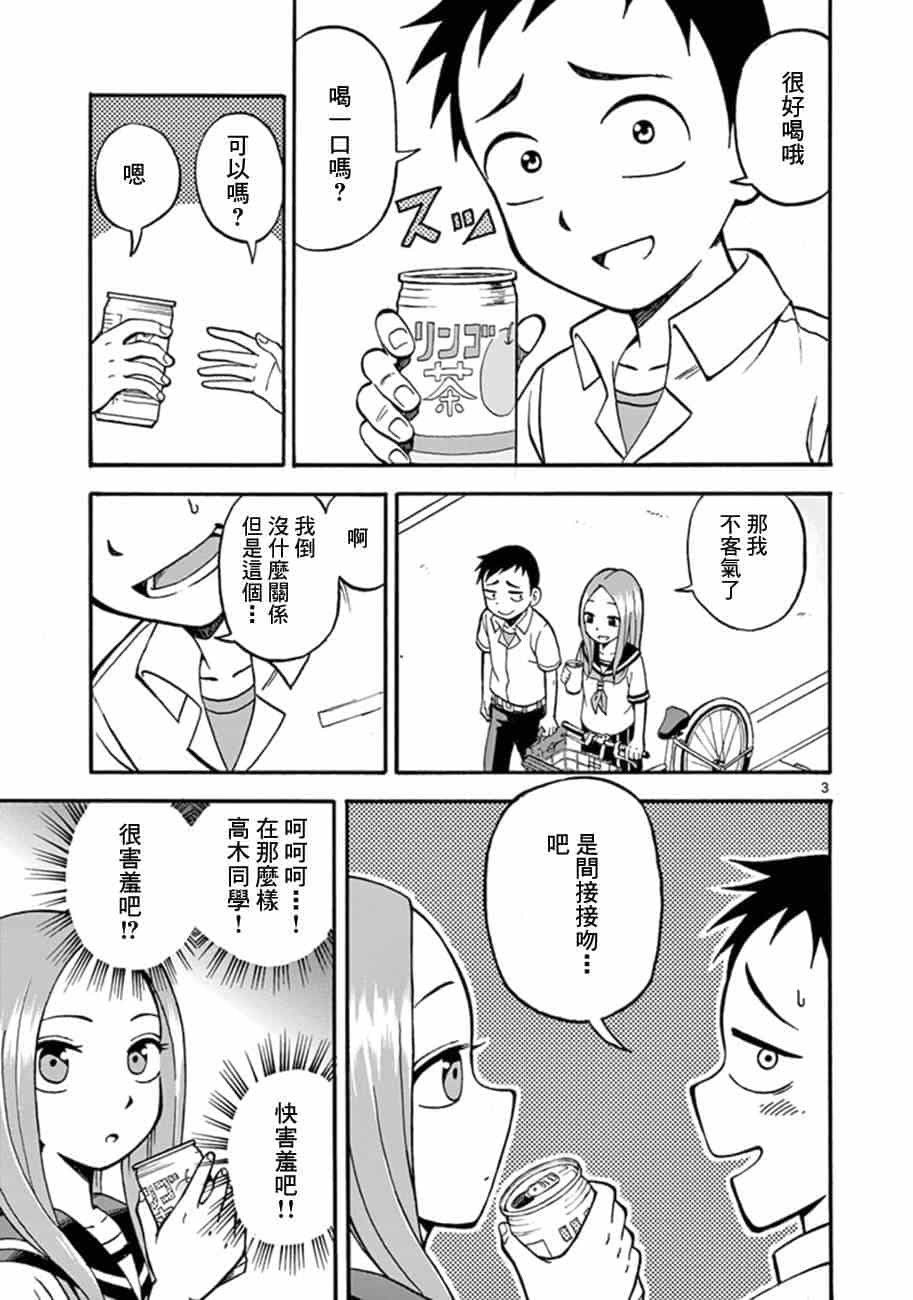 很好喝哦
喝一口嗎?
スッ
リンゴ
茶
可以嗎?
嗯
那我
不客氣了
啊
我倒
沒什麼關係
但是這個…
3
是間接接吻…
吧
呵呵呵…!
在那麼樣
高木同學!
很害羞吧!?
快害羞吧!!